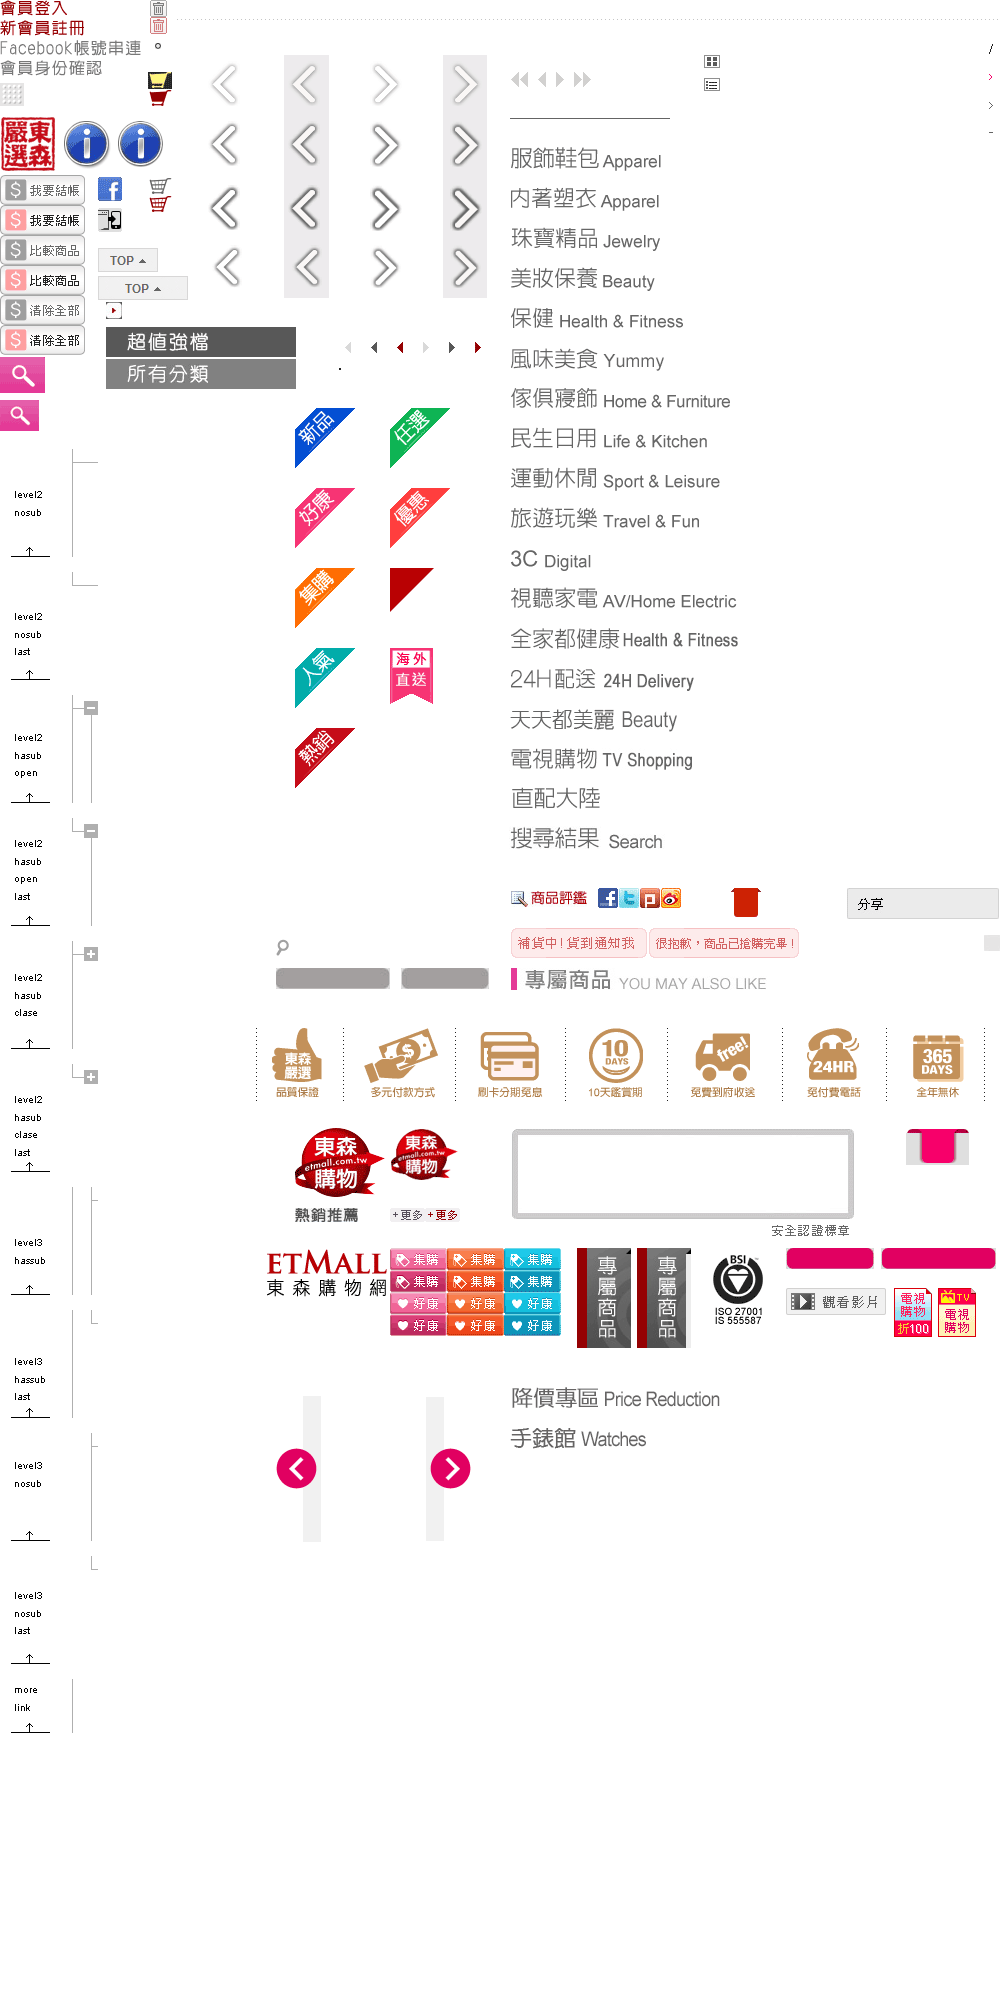 會員登入
新會員註冊
Facebook帳號串連
會員身份確認
東森
嚴選
$ 我要結帳
$ 我要結帳
$ 比較商品
$ 比較商品
$ 清除全部
$ 清除全部
TOP
TOP
超值強檔
所有分類
level2
nosub
level2
nosub
last
level2
hasub
open
level2
hasub
open
last
level2
hasub
clase
level2
hasub
clase
last
level3
hassub
level3
hassub
last
level3
nosub
level3
nosub
last
more
link
新品
任選
好康
優惠
集購
人氣
海外
直送
熱銷
服飾鞋包 Apparel
內著塑衣 Apparel
珠寶精品 Jewelry
美妝保養 Beauty
保健 Health & Fitness
風味美食 Yummy
傢俱寢飾 Home & Furniture
民生日用 Life & Kitchen
運動休閒 Sport & Leisure
旅遊玩樂 Travel & Fun
3C Digital
視聽家電 AV/Home Electric
全家都健康 Health & Fitness
24H配送 24H Delivery
天天都美麗 Beauty
電視購物 TV Shopping
直配大陸
搜尋結果 Search
商品評鑑
分享
補貨中!貨到通知我
很抱歉,商品已搶購完畢!
專屬商品 YOU MAY ALSO LIKE
東森
嚴選
品質保證
多元付款方式
刷卡分期免息
10
DAYS
10天鑑賞期
free!
免費到府收送
24HR
免付費電話
365
DAYS
全年無休
東森
etmall.com.tw
購物
東森
etmall.com.tw
購物
熱銷推薦
+更多
+更多
安全認證標章
ETMALL
東森購物網
集購
集購
集購
集購
集購
集購
好康
好康
好康
好康
好康
好康
專屬商品
專屬商品
BSI
ISO 27001
IS 555587
觀看影片
電視
購物
折100
TV
電視
購物
降價專區 Price Reduction
手錶館 Watches